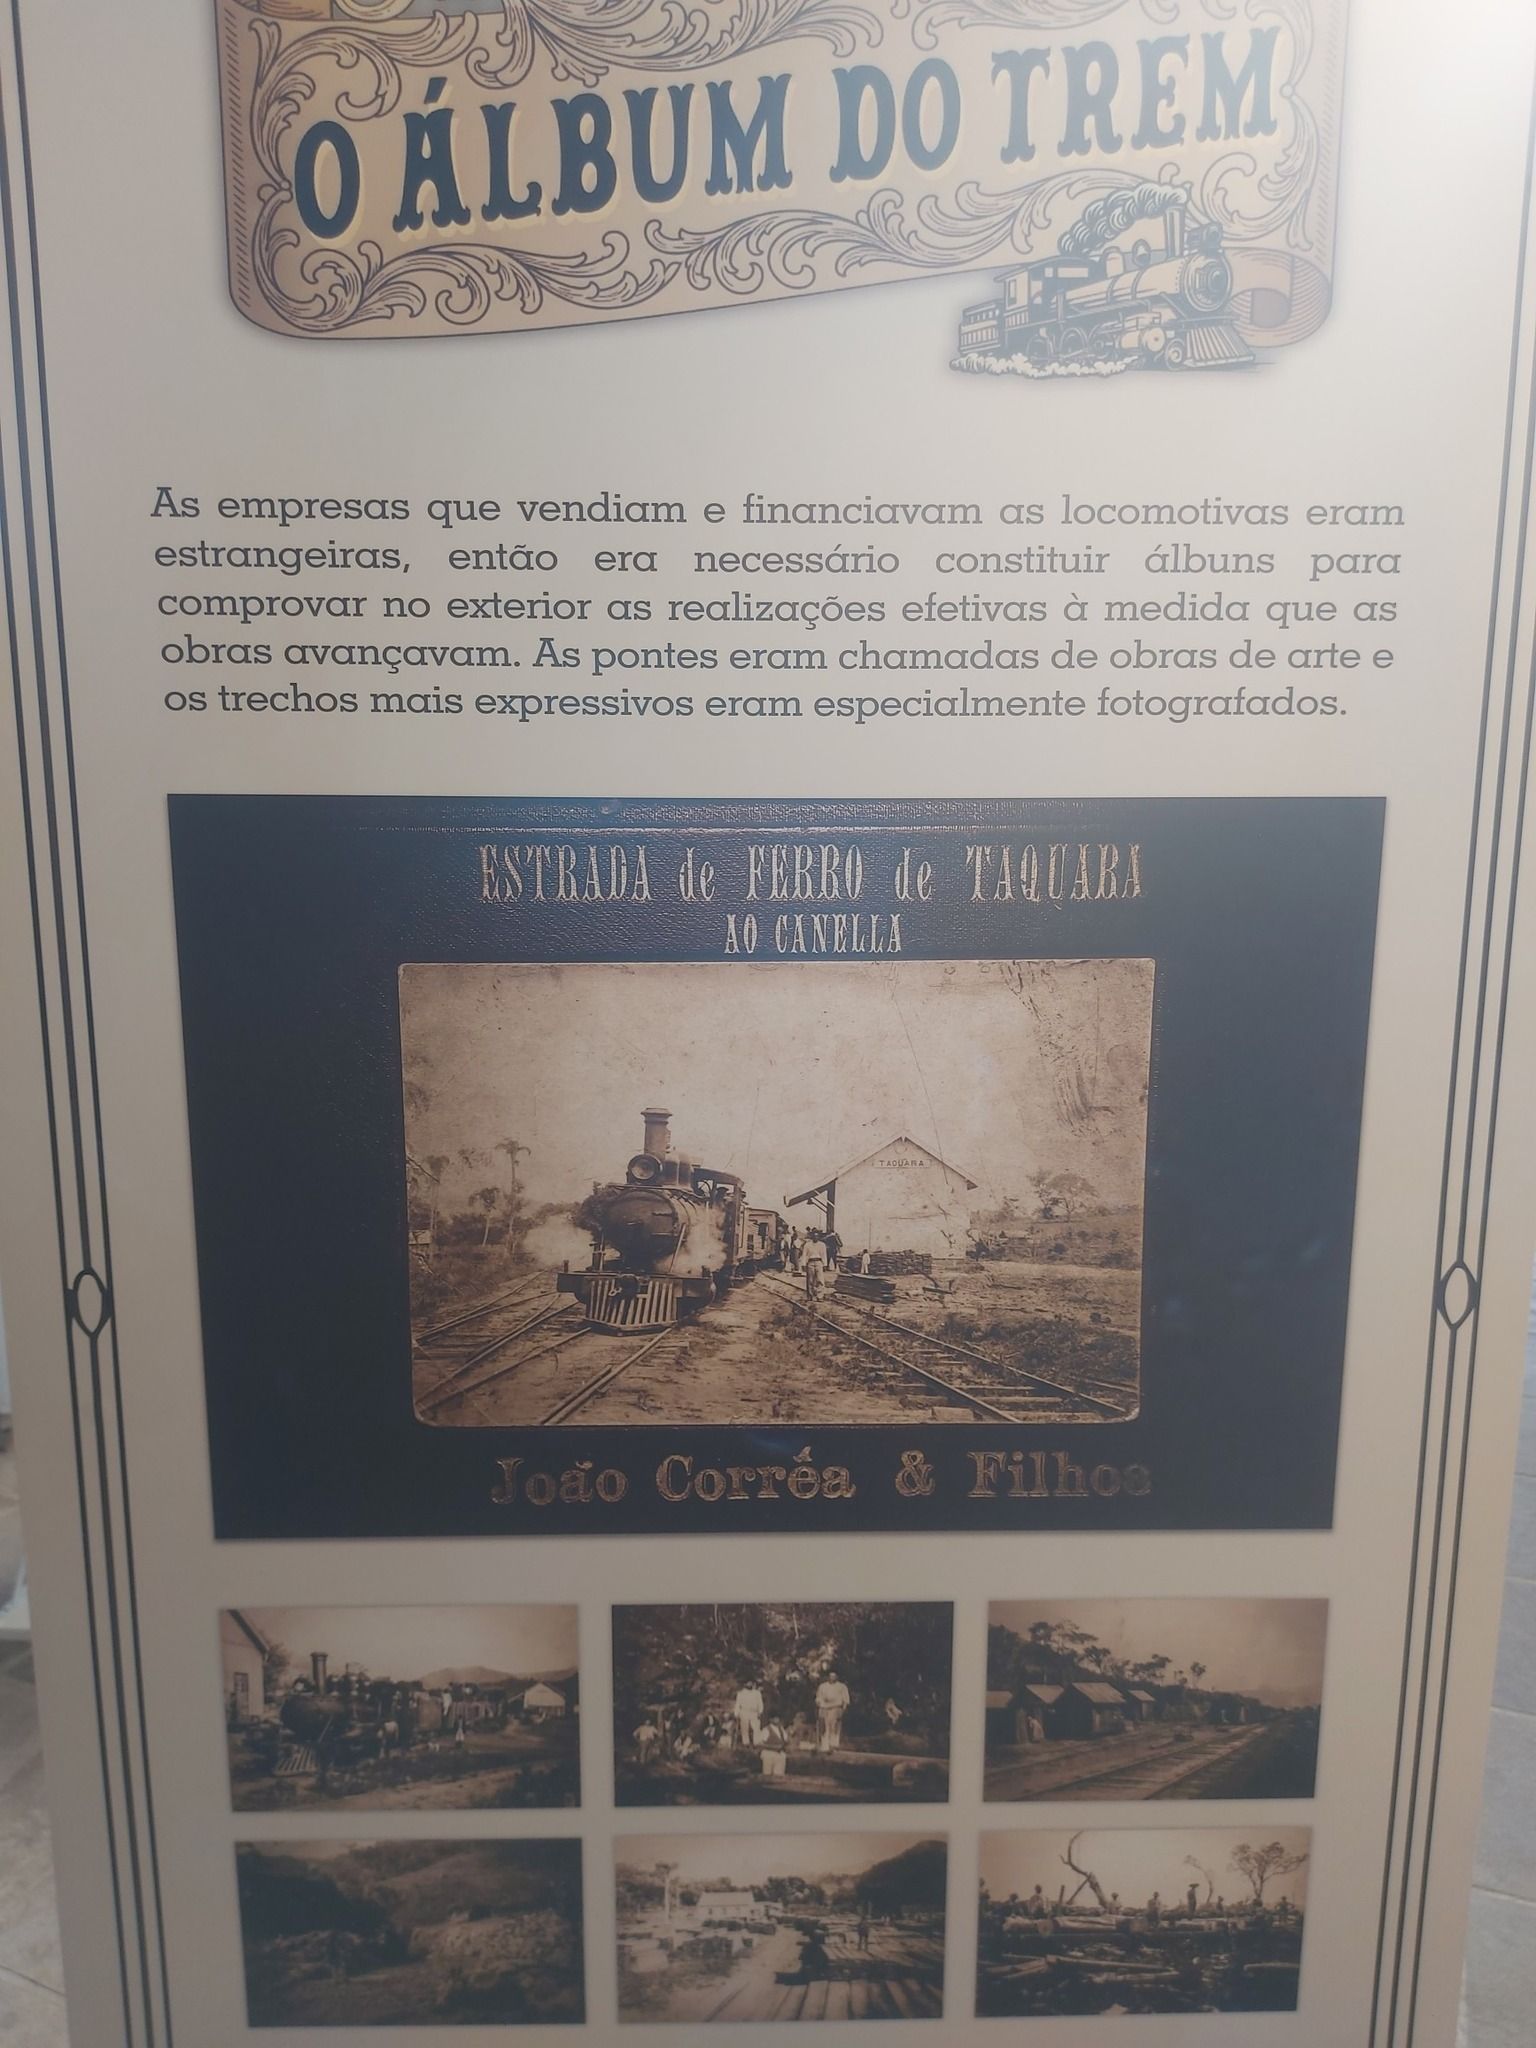 O ÁLBUM DO TREM
As empresas que vendiam e financiavam as locomotivas eram
estrangeiras, então era necessário constituir álbuns para
comprovar no exterior as realizações efetivas à medida que as
obras avançavam. As pontes eram chamadas de obras de arte e
os trechos mais expressivos eram especialmente fotografados.
ESTRADA de FERRO de TAQUARA
AO CANELLA
TAQUARA
João Corrêa & Filhos